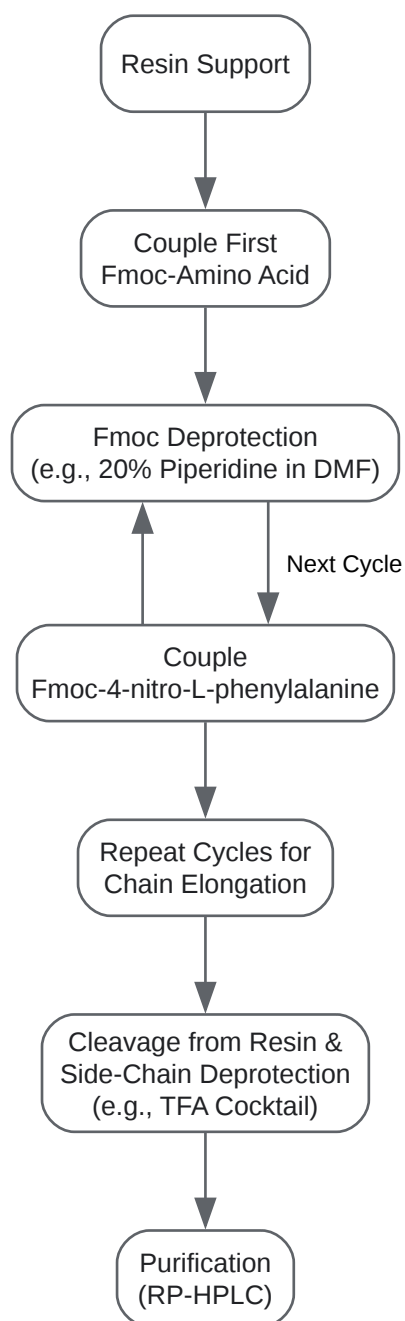 Resin Support
Couple First
Fmoc-Amino Acid
Fmoc Deprotection
(e.g., 20% Piperidine in DMF)
Next Cycle
Couple
Fmoc-4-nitro-L-phenylalanine
Repeat Cycles for
Chain Elongation
Cleavage from Resin &
Side-Chain Deprotection
(e.g., TFA Cocktail)
Purification
(RP-HPLC)